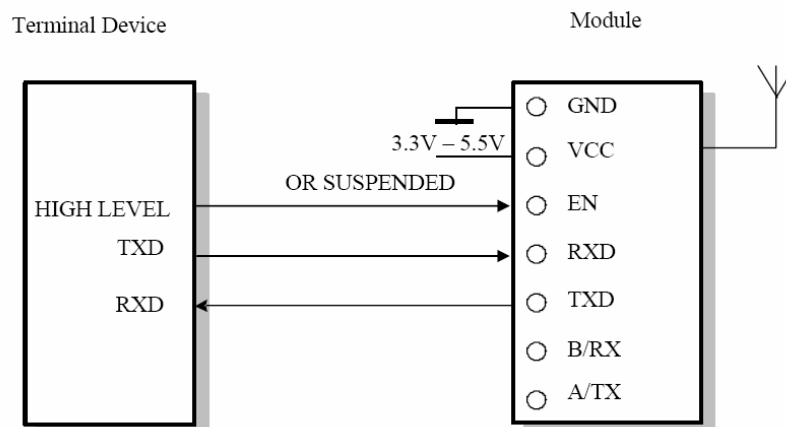 Terminal Device
Module
GND
3.3V – 5.5V
VCC
OR SUSPENDED
HIGH LEVEL
EN
TXD
RXD
RXD
TXD
B/RX
A/TX